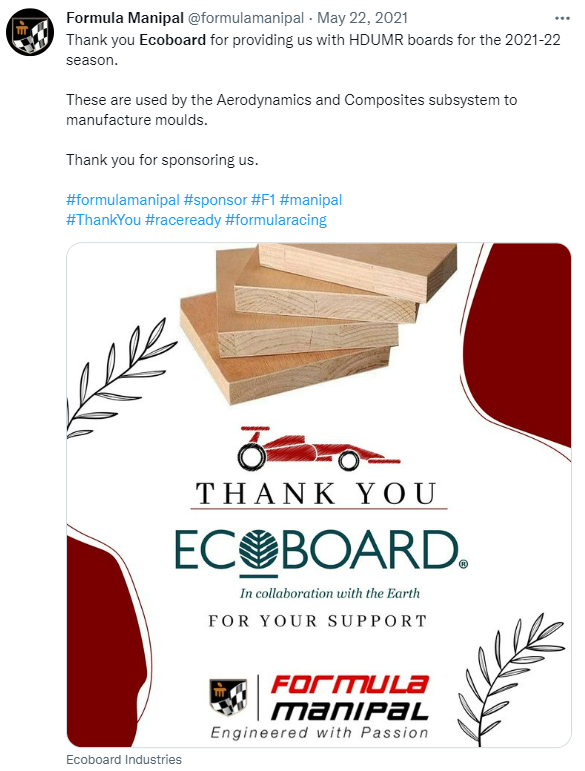 Formula Manipal @formulamanipal · May 22, 2021
Thank you Ecoboard for providing us with HDUMR boards for the 2021-22
season.
These are used by the Aerodynamics and Composites subsystem to
manufacture moulds.
Thank you for sponsoring us.
#formulamanipal #sponsor #F1 #manipal
#ThankYou #raceready #formularacing
THANK YOU
ECOBOARD®
In collaboration with the Earth
FOR YOUR SUPPORT
FORMULA
MANIPAL
Engineered with Passion
Ecoboard Industries